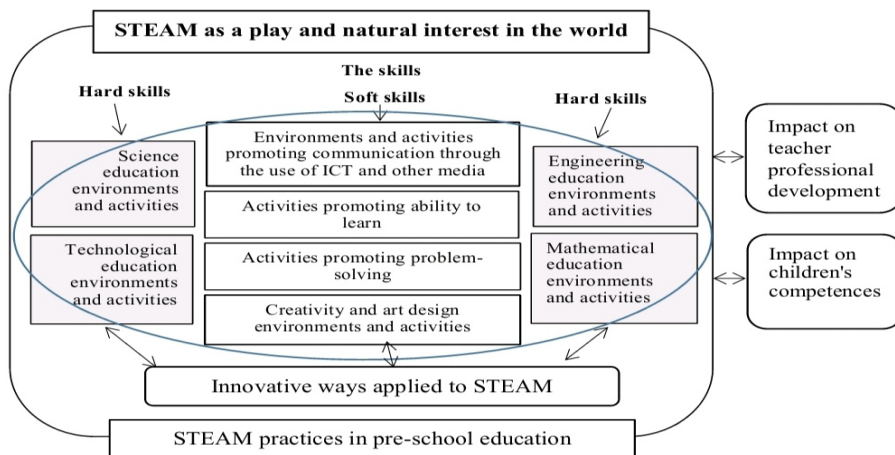 STEAM as a play and natural interest in the world
The skills
Hard skills
Soft skills
Hard skills
Science
education
environments
and activities
Technological
education
environments
and activities
Environments and activities
promoting communication through
the use of ICT and other media
Activities promoting ability to
learn
Activities promoting problem-
solving
Creativity and art design
environments and activities
Engineering
education
environments
and activities
Mathematical
education
environments
and activities
Impact on
teacher
professional
development
Impact on
children's
competences
Innovative ways applied to STEAM
STEAM practices in pre-school education